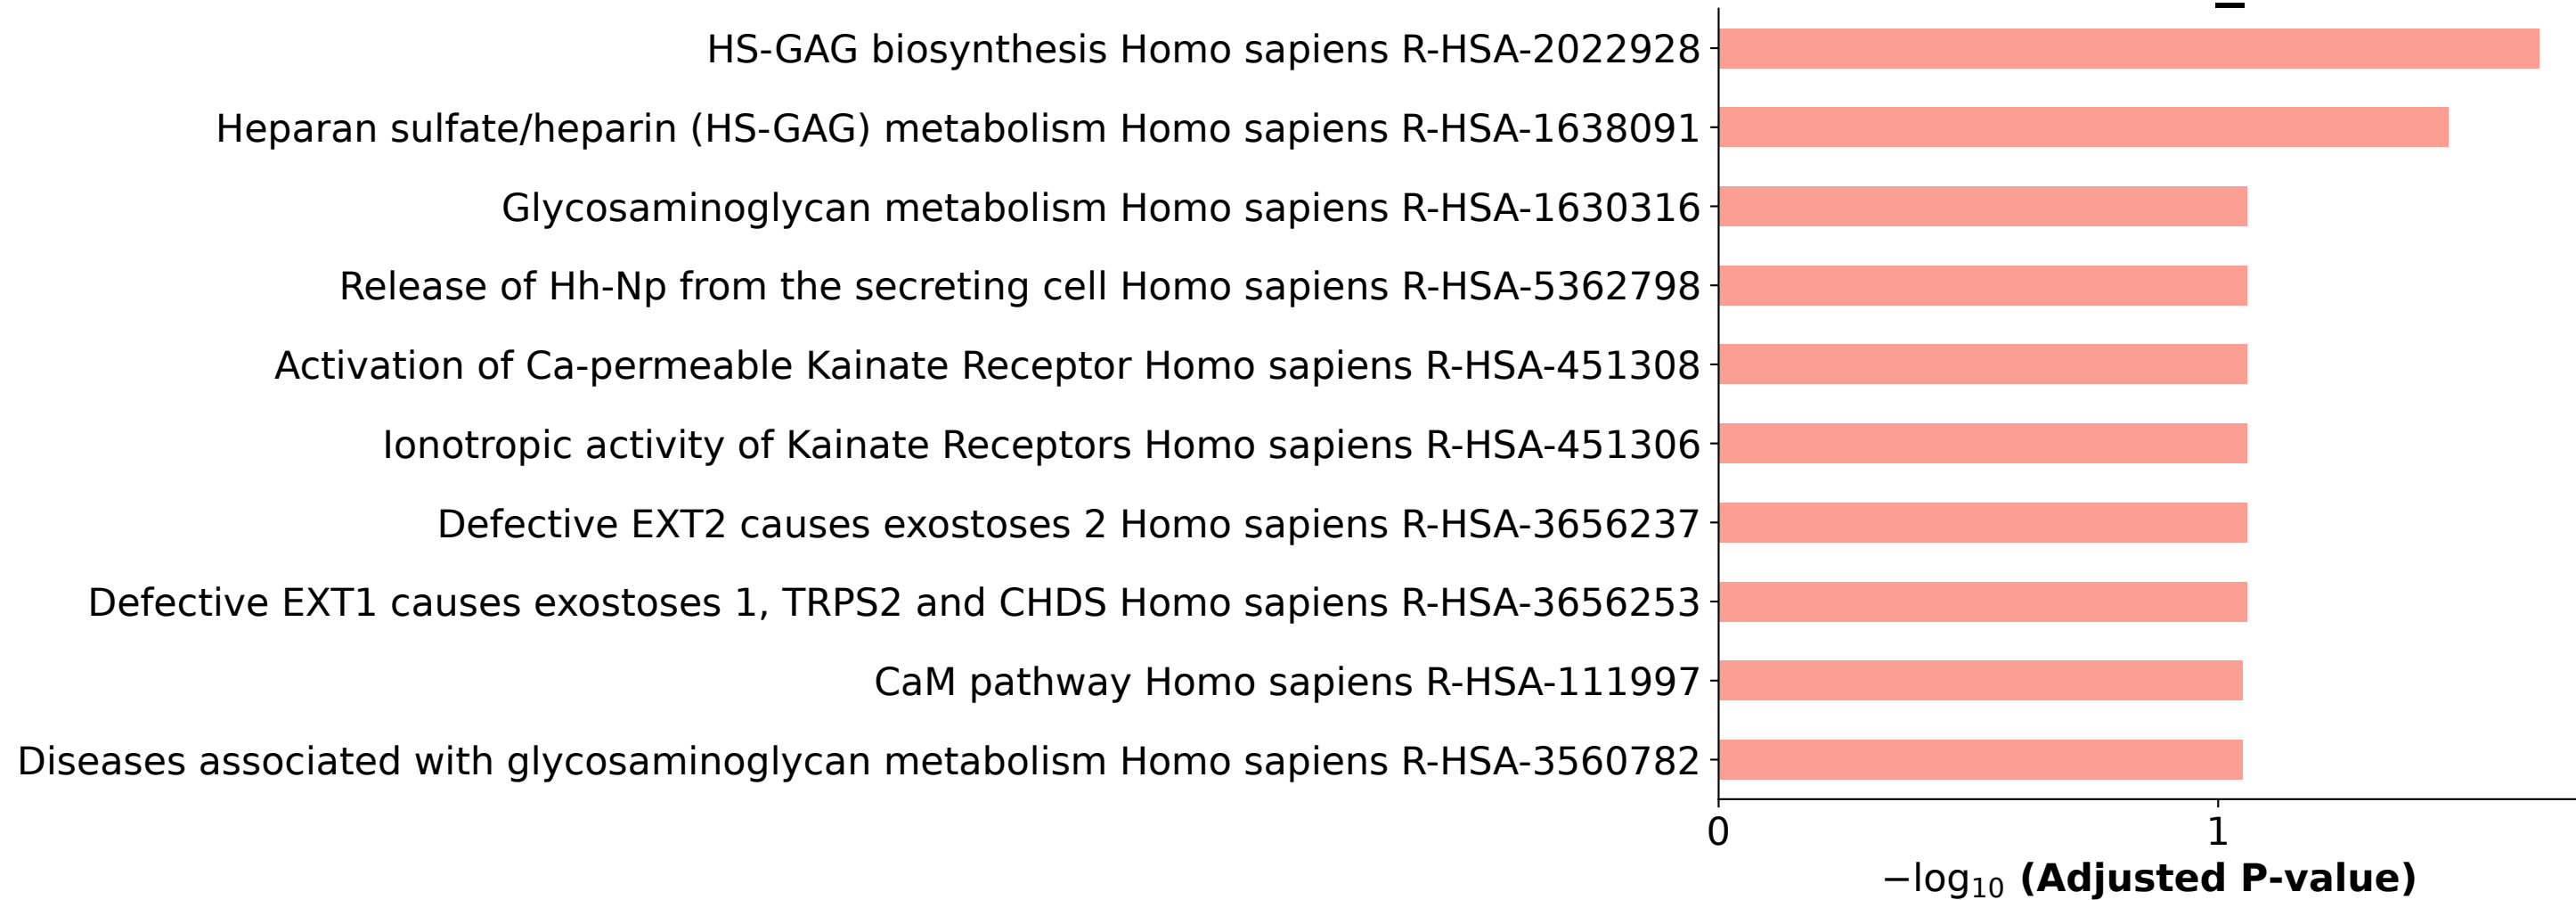 HS-GAG biosynthesis Homo sapiens R-HSA-2022928
Heparan sulfate/heparin (HS-GAG) metabolism Homo sapiens R-HSA-1638091
Glycosaminoglycan metabolism Homo sapiens R-HSA-1630316
Release of Hh-Np from the secreting cell Homo sapiens R-HSA-5362798
Activation of Ca-permeable Kainate Receptor Homo sapiens R-HSA-451308
Ionotropic activity of Kainate Receptors Homo sapiens R-HSA-451306
Defective EXT2 causes exostoses 2 Homo sapiens R-HSA-3656237
Defective EXT1 causes exostoses 1, TRPS2 and CHDS Homo sapiens R-HSA-3656253
CaM pathway Homo sapiens R-HSA-111997
Diseases associated with glycosaminoglycan metabolism Homo sapiens R-HSA-3560782
0 1
−log₁₀ (Adjusted P-value)